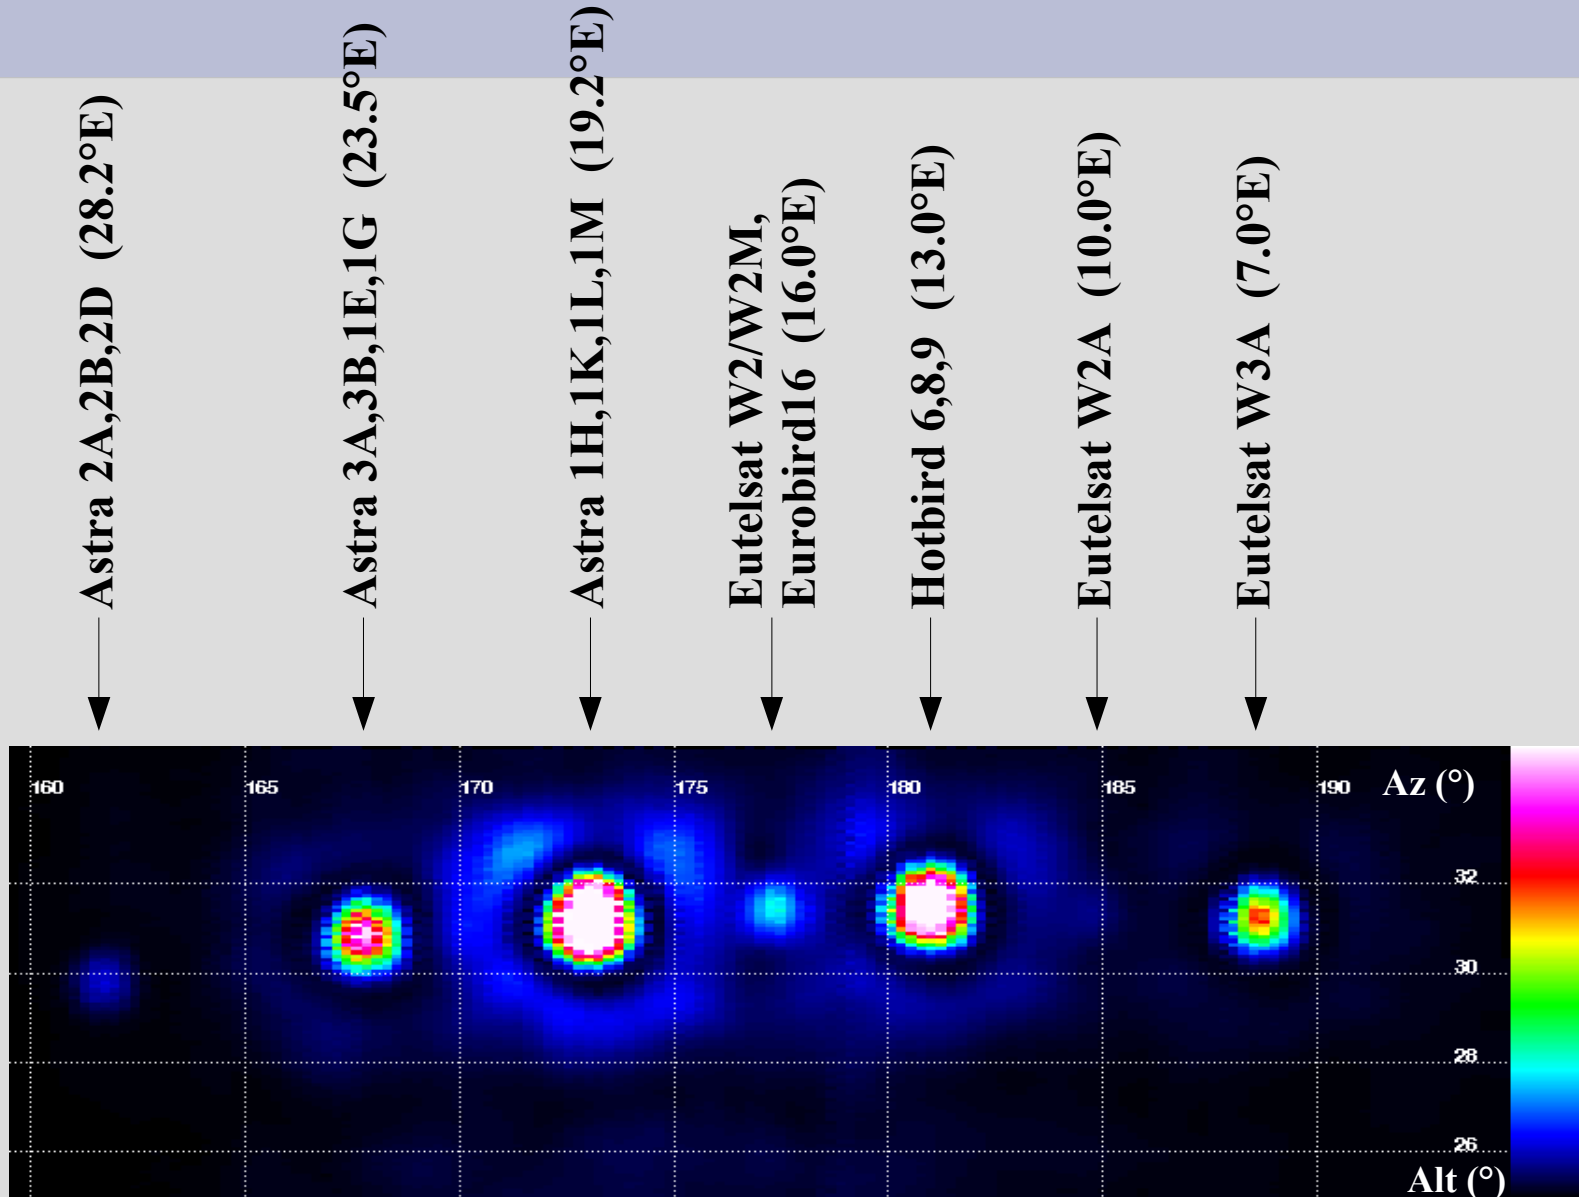 Astra 2A,2B,2D (28.2°E)
Astra 3A,3B,1E,1G (23.5°E)
Astra 1H,1K,1L,1M (19.2°E)
Eutelsat W2/W2M,
Eurobird16 (16.0°E)
Hotbird 6,8,9 (13.0°E)
Eutelsat W2A (10.0°E)
Eutelsat W3A (7.0°E)
160 165 170 175 180 185 190 Az (°)
32
30
28
26
Alt (°)